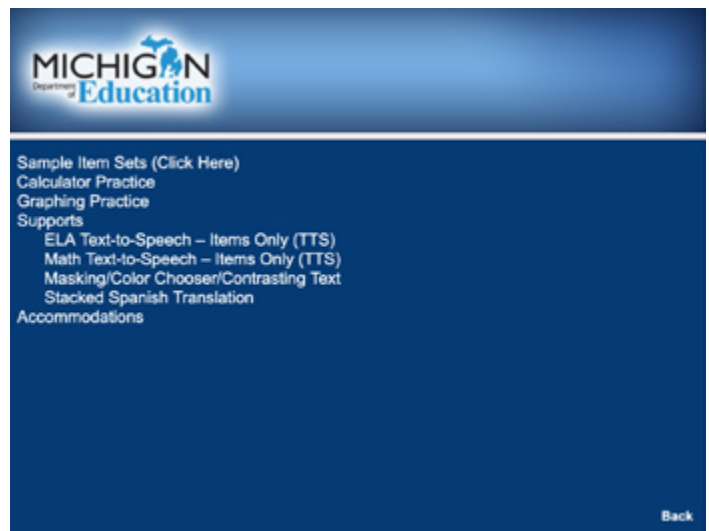 MICHIGAN
Department
of Education
Sample Item Sets (Click Here)
Calculator Practice
Graphing Practice
Supports
ELA Text-to-Speech – Items Only (TTS)
Math Text-to-Speech – Items Only (TTS)
Masking/Color Chooser/Contrasting Text
Stacked Spanish Translation
Accommodations
Back